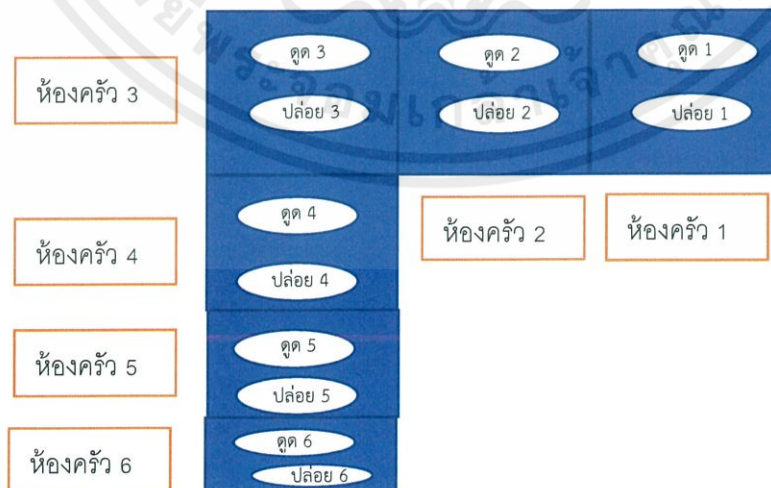 ดูด 3 ดูด 2 ดูด 1
ห้องครัว 3
ปล่อย 3 ปล่อย 2 ปล่อย 1
ดูด 4
ห้องครัว 2 ห้องครัว 1
ห้องครัว 4
ปล่อย 4
ดูด 5
ห้องครัว 5
ปล่อย 5
ดูด 6
ห้องครัว 6
ปล่อย 6